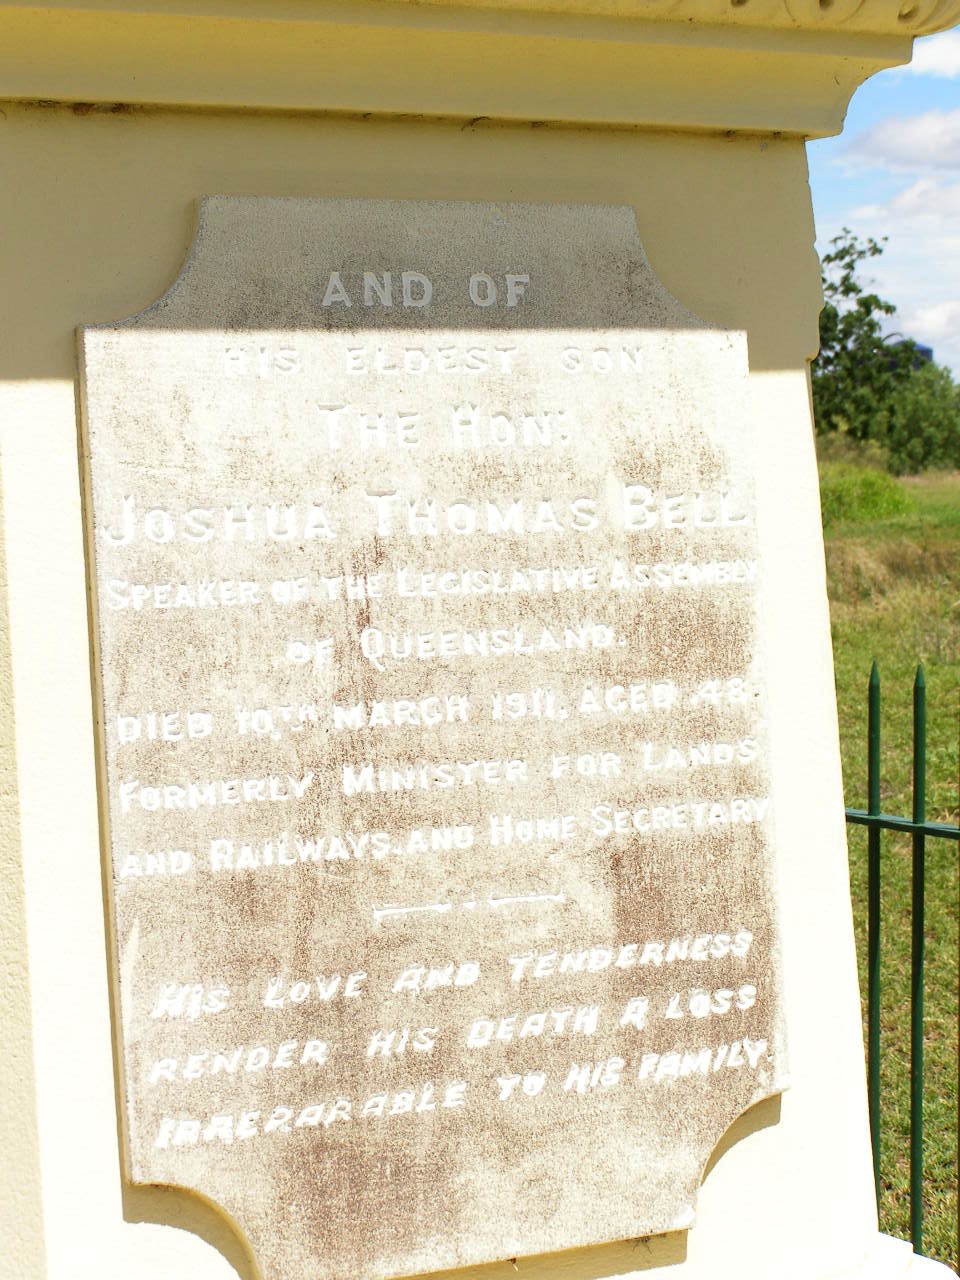 AND OF
HIS ELDEST SON
THE HON:
JOSHUA THOMAS BELL
SPEAKER OF THE LEGISLATIVE ASSEMBLY
OF QUEENSLAND.
DIED 10TH MARCH 1911, AGED 48.
FORMERLY MINISTER FOR LANDS
AND RAILWAYS, AND HOME SECRETARY
HIS LOVE AND TENDERNESS
RENDER HIS DEATH A LOSS
IRREPARABLE TO HIS FAMILY.